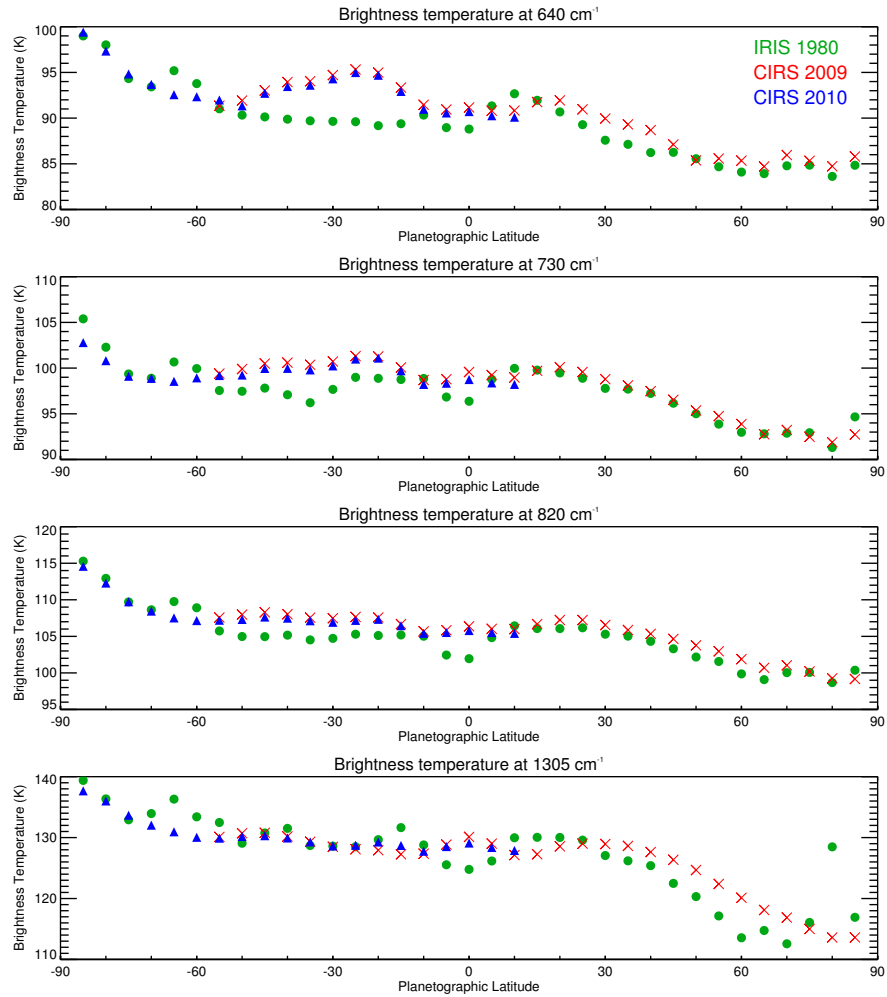 Brightness temperature at 640 cm⁻¹
Brightness Temperature (K)
100
95
90
85
80
IRIS 1980
CIRS 2009
CIRS 2010
-90 -60 -30 0 30 60 90
Planetographic Latitude
Brightness temperature at 730 cm⁻¹
Brightness Temperature (K)
110
105
100
95
90
-90 -60 -30 0 30 60 90
Planetographic Latitude
Brightness temperature at 820 cm⁻¹
Brightness Temperature (K)
120
115
110
105
100
95
-90 -60 -30 0 30 60 90
Planetographic Latitude
Brightness temperature at 1305 cm⁻¹
Brightness Temperature (K)
140
130
120
110
-90 -60 -30 0 30 60 90
Planetographic Latitude